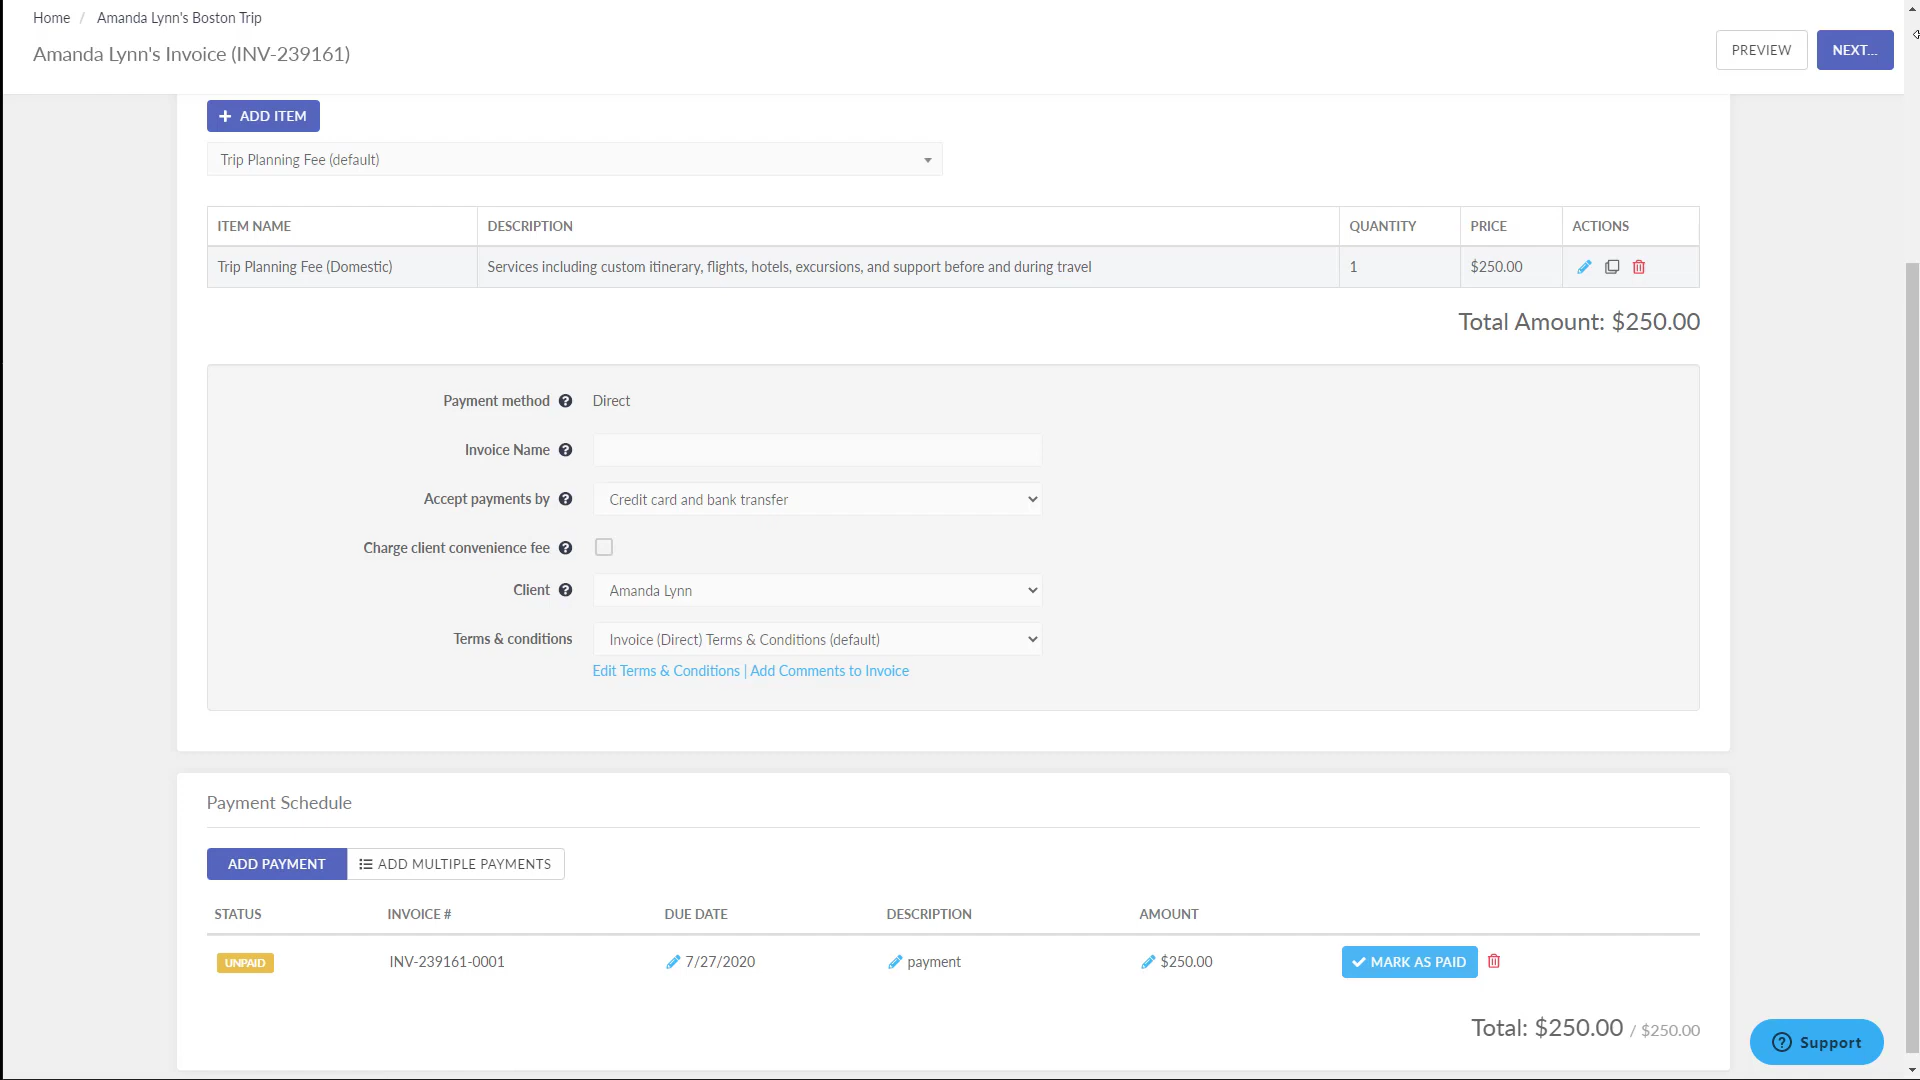 Home / Amanda Lynn's Boston Trip
Amanda Lynn's Invoice (INV-239161)
PREVIEW
NEXT...
+ ADD ITEM
Trip Planning Fee (default)
ITEM NAME DESCRIPTION QUANTITY PRICE ACTIONS
Trip Planning Fee (Domestic) Services including custom itinerary, flights, hotels, excursions, and support before and during travel 1 $250.00
Total Amount: $250.00
Payment method Direct
Invoice Name
Accept payments by Credit card and bank transfer
Charge client convenience fee
Client Amanda Lynn
Terms & conditions Invoice (Direct) Terms & Conditions (default)
Edit Terms & Conditions | Add Comments to Invoice
Payment Schedule
ADD PAYMENT ADD MULTIPLE PAYMENTS
STATUS INVOICE # DUE DATE DESCRIPTION AMOUNT
UNPAID INV-239161-0001 7/27/2020 payment $250.00 MARK AS PAID
Total: $250.00 / $250.00
Support